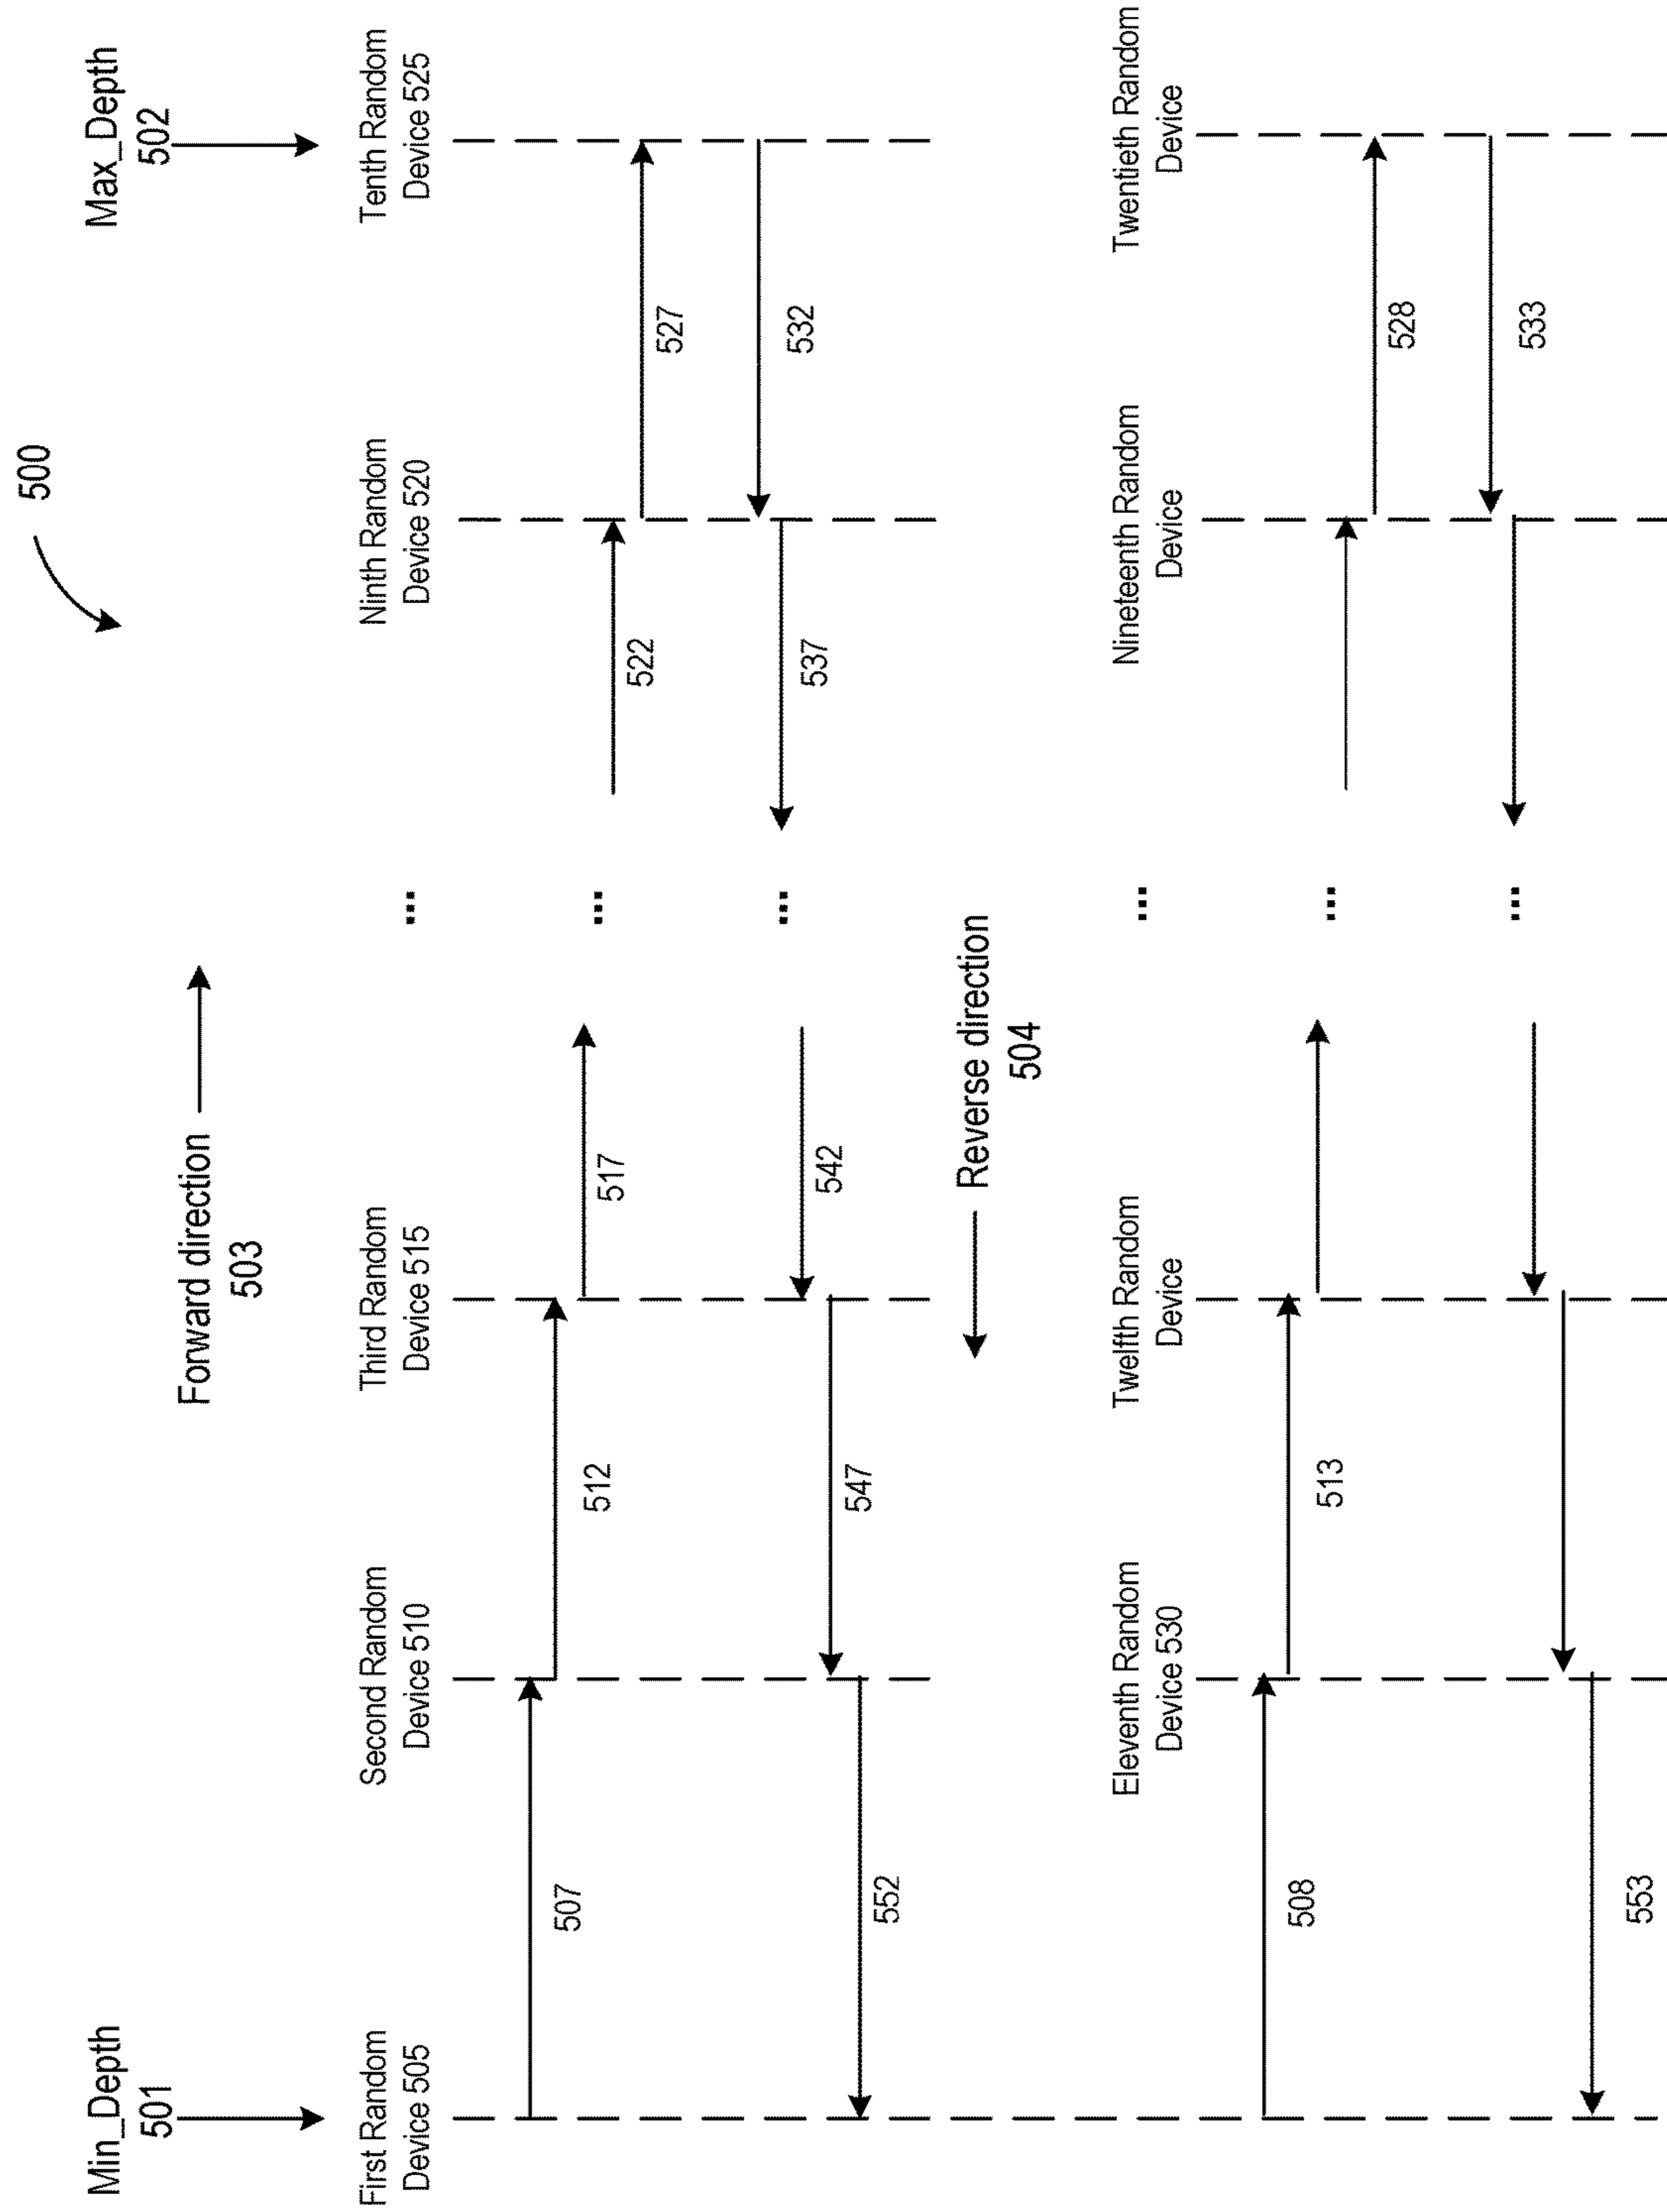 500
Min_Depth
501
Forward direction
503
Max_Depth
502
First Random
Device 505
Second Random
Device 510
Third Random
Device 515
...
Ninth Random
Device 520
Tenth Random
Device 525
507
512
517
...
522
527
532
537
...
542
547
552
Reverse direction
504
Eleventh Random
Device 530
Twelfth Random
Device
...
Nineteenth Random
Device
Twentieth Random
Device
508
513
...
528
533
...
553